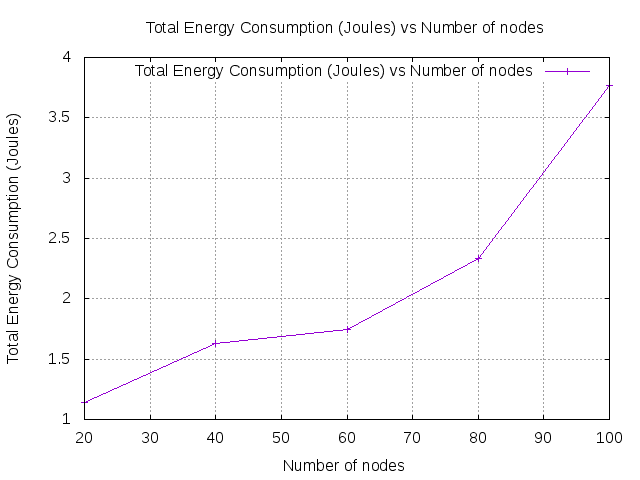 Total Energy Consumption (Joules) vs Number of nodes
Total Energy Consumption (Joules) vs Number of nodes
4
3.5
3
2.5
2
1.5
1
Total Energy Consumption (Joules)
20 30 40 50 60 70 80 90 100
Number of nodes